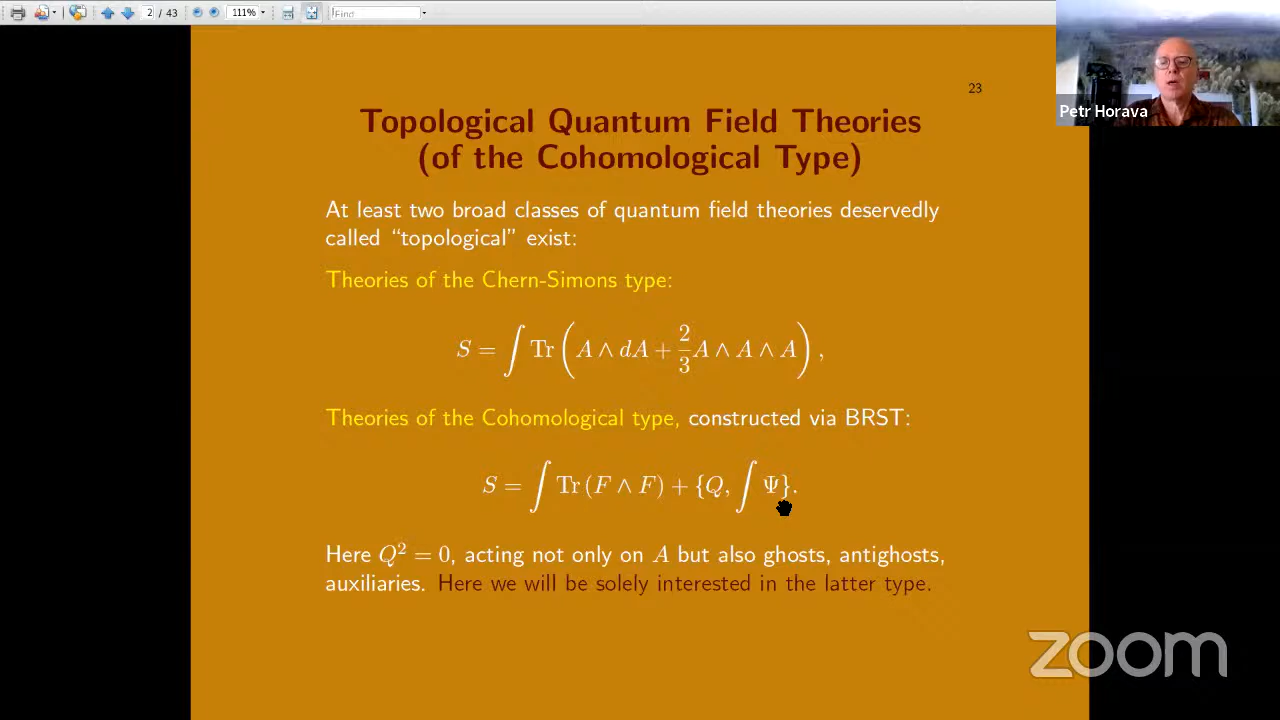 2 / 43
111%
Find
Petr Horava
23
Topological Quantum Field Theories
(of the Cohomological Type)
At least two broad classes of quantum field theories deservedly
called “topological” exist:
Theories of the Chern-Simons type:
S = ∫ Tr ( A ∧ dA + 2/3 A ∧ A ∧ A ) ,
Theories of the Cohomological type, constructed via BRST:
S = ∫ Tr (F ∧ F) + {Q, ∫ Ψ}.
Here Q² = 0, acting not only on A but also ghosts, antighosts,
auxiliaries. Here we will be solely interested in the latter type.
zoom